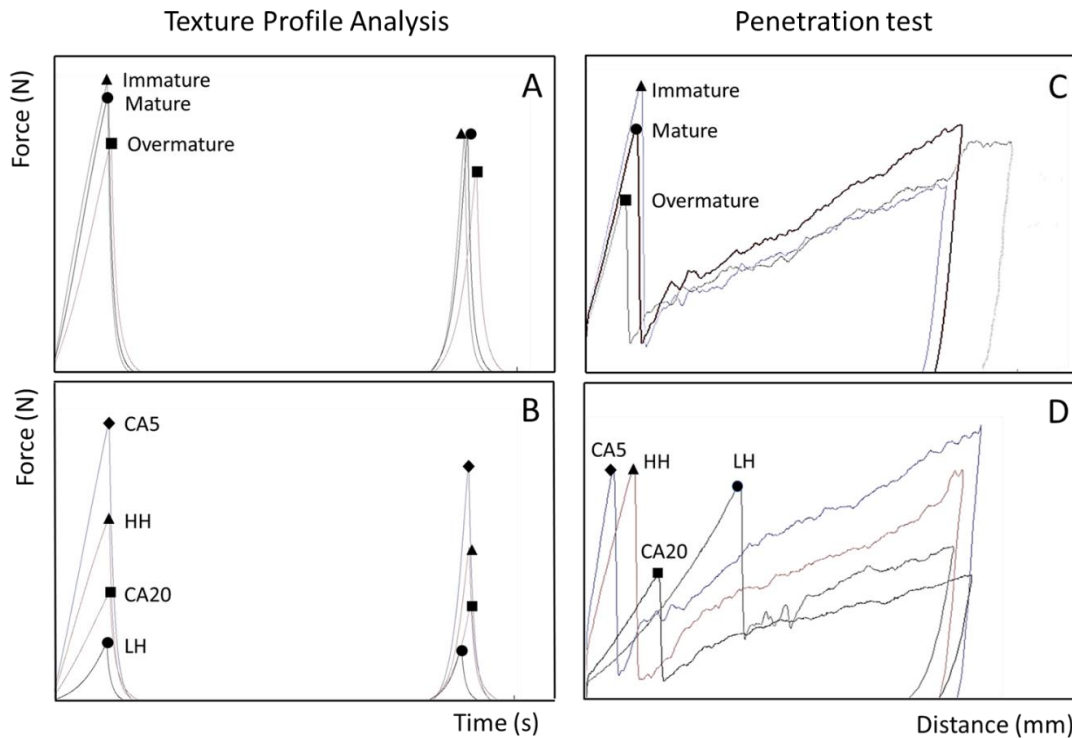 Texture Profile Analysis
Penetration test
Force (N)
A
Immature
Mature
Overmature
C
Immature
Mature
Overmature
Force (N)
B
CA5
HH
CA20
LH
Time (s)
D
CA5
HH
LH
CA20
Distance (mm)